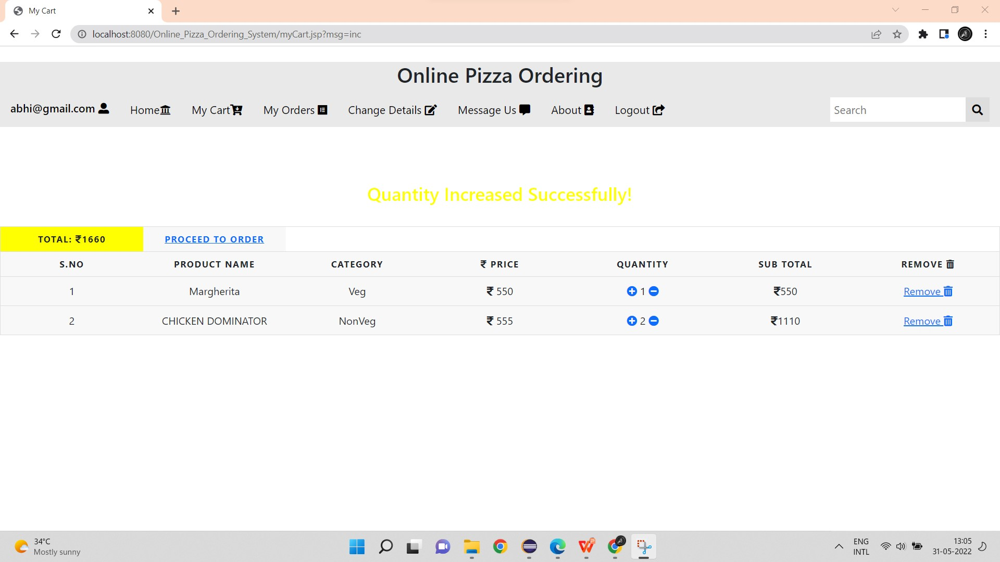 My Cart
localhost:8080/Online_Pizza_Ordering_System/myCart.jsp?msg=inc
Online Pizza Ordering
abhi@gmail.com Home My Cart My Orders Change Details Message Us About Logout Search
Quantity Increased Successfully!
TOTAL: ₹1660 PROCEED TO ORDER
S.NO PRODUCT NAME CATEGORY ₹ PRICE QUANTITY SUB TOTAL REMOVE
1 Margherita Veg ₹ 550 1 ₹550 Remove
2 CHICKEN DOMINATOR NonVeg ₹ 555 2 ₹1110 Remove
34°C
Mostly sunny
ENG
INTL
13:05
31-05-2022